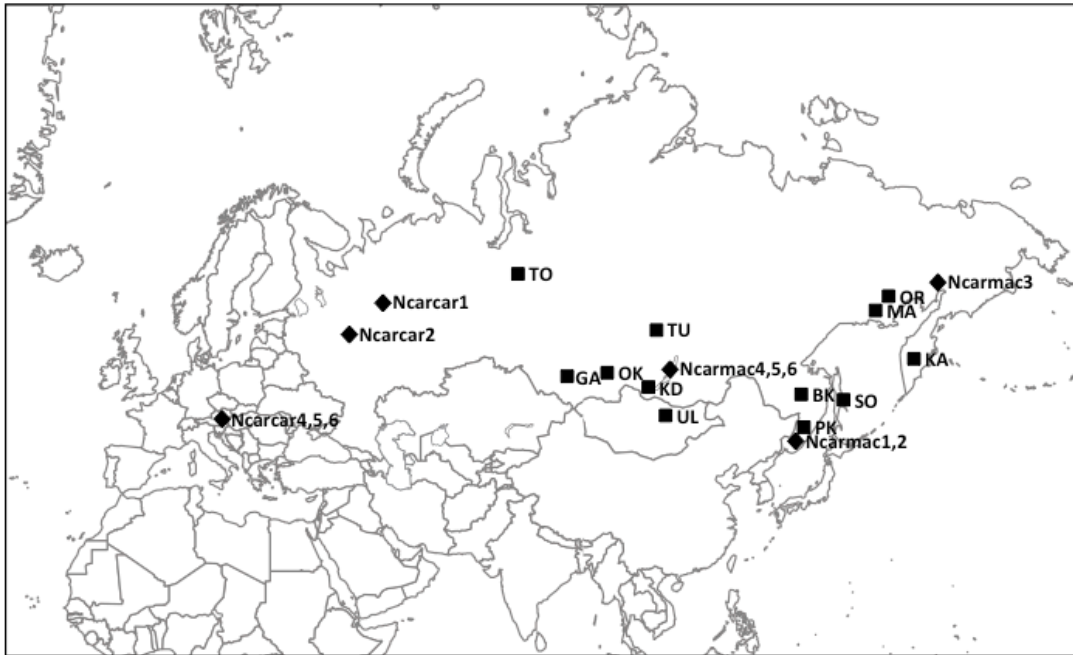 TO
Ncarmac3
Ncarcar1
OR
MA
Ncarcar2
TU
KA
Ncarmac4,5,6
GA
OK
KD
BK
SO
UL
Ncarcar4,5,6
PK
Ncarmac1,2